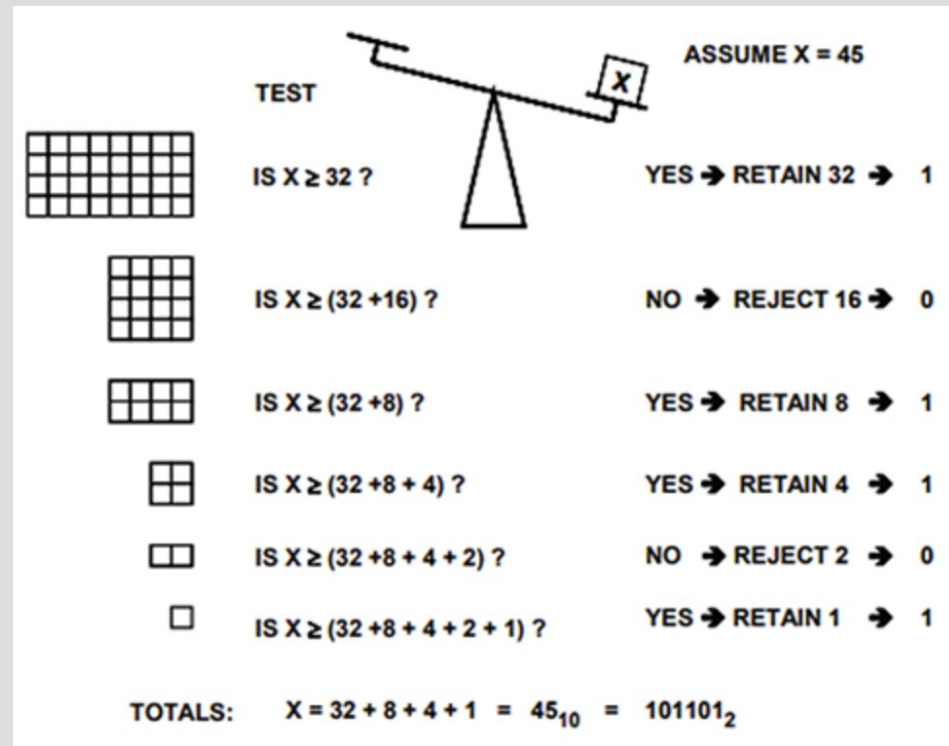 ASSUME X = 45
X
TEST
IS X ≥ 32 ? YES ➔ RETAIN 32 ➔ 1
IS X ≥ (32 +16) ? NO ➔ REJECT 16 ➔ 0
IS X ≥ (32 +8) ? YES ➔ RETAIN 8 ➔ 1
IS X ≥ (32 +8 + 4) ? YES ➔ RETAIN 4 ➔ 1
IS X ≥ (32 +8 + 4 + 2) ? NO ➔ REJECT 2 ➔ 0
IS X ≥ (32 +8 + 4 + 2 + 1) ? YES ➔ RETAIN 1 ➔ 1
TOTALS: X = 32 + 8 + 4 + 1 = 45₁₀ = 101101₂